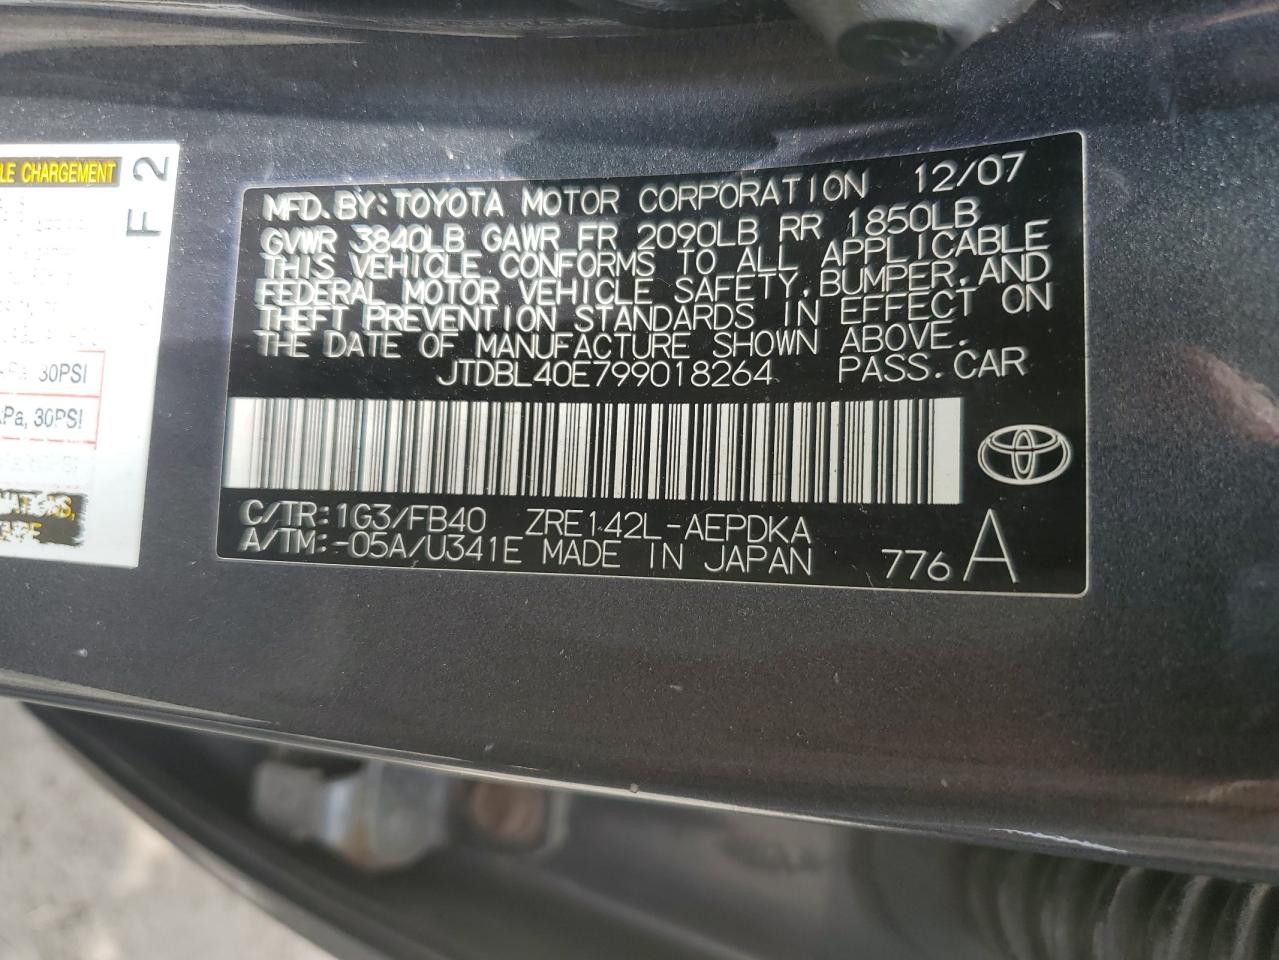 LE CHARGEMENT
F 2
30PSI
kPa, 30PSI
MFD. BY: TOYOTA MOTOR CORPORATION 12/07
GVWR 3840LB GAWR FR 2090LB RR 1850LB
THIS VEHICLE CONFORMS TO ALL APPLICABLE
FEDERAL MOTOR VEHICLE SAFETY, BUMPER, AND
THEFT PREVENTION STANDARDS IN EFFECT ON
THE DATE OF MANUFACTURE SHOWN ABOVE.
JTDBL40E799018264 PASS. CAR
C/TR: 1G3/FB40 ZRE142L-AEPDKA
A/TM: -05A/U341E MADE IN JAPAN 776 A